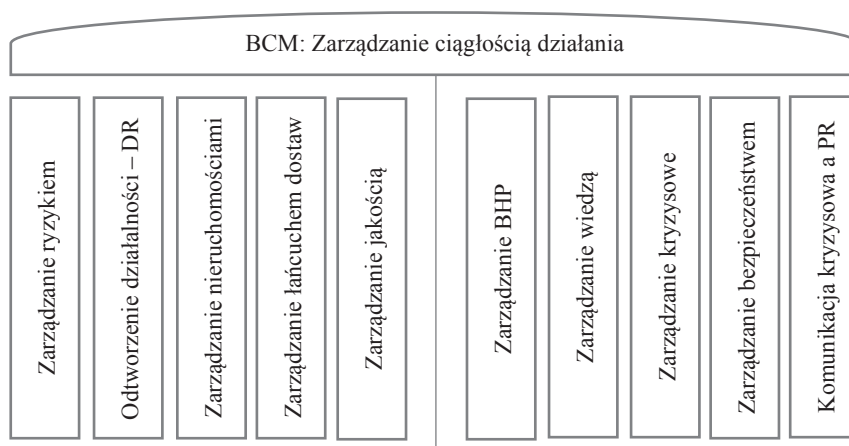 BCM: Zarządzanie ciągłością działania
Zarządzanie ryzykiem
Odtworzenie działalności – DR
Zarządzanie nieruchomościami
Zarządzanie łańcuchem dostaw
Zarządzanie jakością
Zarządzanie BHP
Zarządzanie wiedzą
Zarządzanie kryzysowe
Zarządzanie bezpieczeństwem
Komunikacja kryzysowa a PR